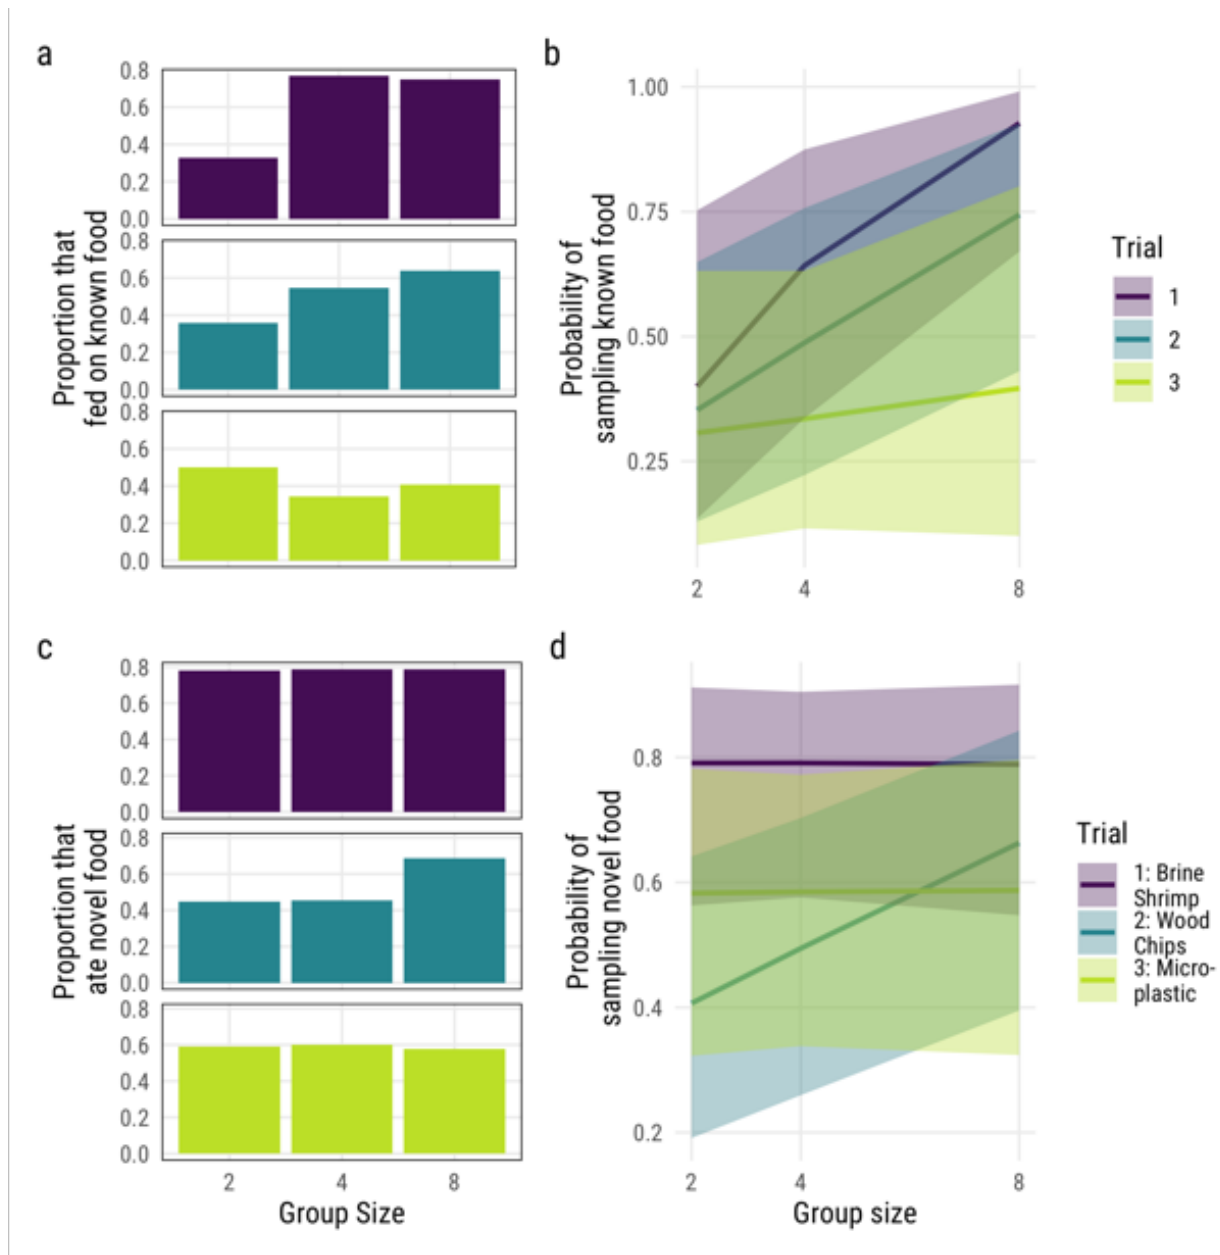 a
0.8
0.6
0.4
0.2
0.0
0.8
0.6
0.4
0.2
0.0
0.8
0.6
0.4
0.2
0.0
Proportion that
fed on known food
b
1.00
0.75
0.50
0.25
Probability of
sampling known food
2 4 8
Trial
1
2
3
c
0.8
0.6
0.4
0.2
0.0
0.8
0.6
0.4
0.2
0.0
0.8
0.6
0.4
0.2
0.0
Proportion that
ate novel food
2 4 8
Group Size
d
0.8
0.6
0.4
0.2
Probability of
sampling novel food
2 4 8
Group size
Trial
1: Brine
Shrimp
2: Wood
Chips
3: Micro-
plastic